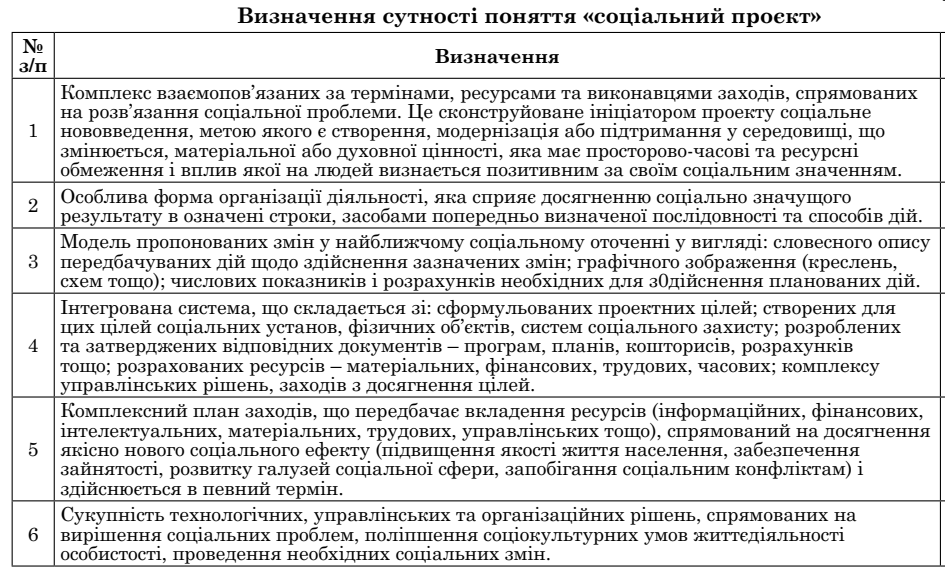 Визначення сутності поняття «соціальний проєкт»
№
з/п
Визначення
1
Комплекс взаємопов'язаних за термінами, ресурсами та виконавцями заходів, спрямованих
на розв'язання соціальної проблеми. Це сконструйоване ініціатором проекту соціальне
нововведення, метою якого є створення, модернізація або підтримання у середовищі, що
змінюється, матеріальної або духовної цінності, яка має просторово-часові та ресурсні
обмеження і вплив якої на людей визнається позитивним за своїм соціальним значенням.
2
Особлива форма організації діяльності, яка сприяє досягненню соціально значущого
результату в означені строки, засобами попередньо визначеної послідовності та способів дій.
3
Модель пропонованих змін у найближчому соціальному оточенні у вигляді: словесного опису
передбачуваних дій щодо здійснення зазначених змін; графічного зображення (креслень,
схем тощо); числових показників і розрахунків необхідних для з0дійснення планованих дій.
4
Інтегрована система, що складається зі: сформульованих проектних цілей; створених для
цих цілей соціальних установ, фізичних об'єктів, систем соціального захисту; розроблених
та затверджених відповідних документів – програм, планів, кошторисів, розрахунків
тощо; розрахованих ресурсів – матеріальних, фінансових, трудових, часових; комплексу
управлінських рішень, заходів з досягнення цілей.
5
Комплексний план заходів, що передбачає вкладення ресурсів (інформаційних, фінансових,
інтелектуальних, матеріальних, трудових, управлінських тощо), спрямований на досягнення
якісно нового соціального ефекту (підвищення якості життя населення, забезпечення
зайнятості, розвитку галузей соціальної сфери, запобігання соціальним конфліктам) і
здійснюється в певний термін.
6
Сукупність технологічних, управлінських та організаційних рішень, спрямованих на
вирішення соціальних проблем, поліпшення соціокультурних умов життєдіяльності
особистості, проведення необхідних соціальних змін.